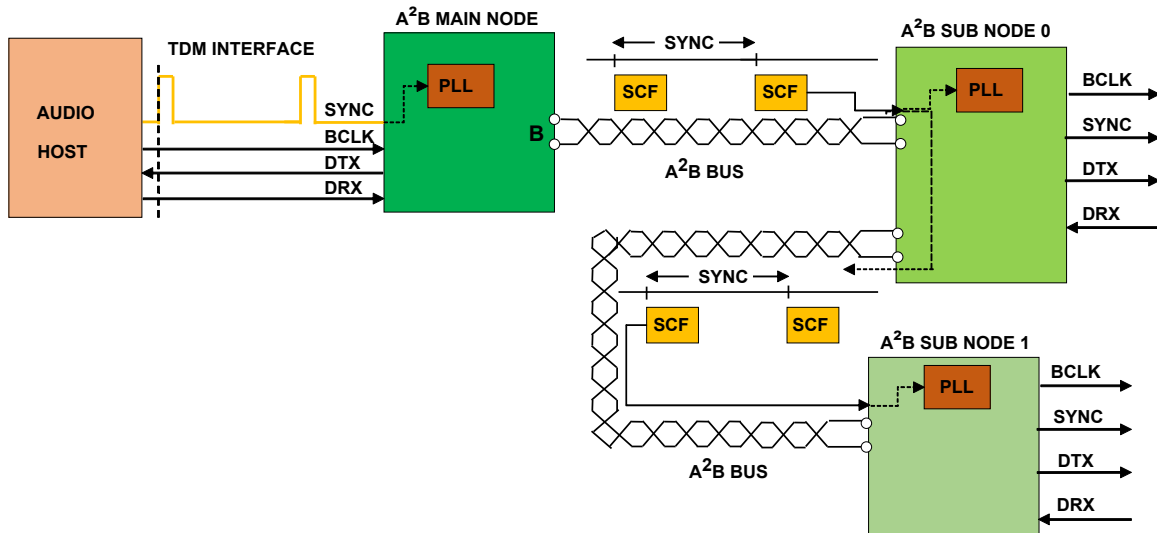 A²B MAIN NODE
TDM INTERFACE
AUDIO
HOST
SYNC
BCLK
DTX
DRX
PLL
B
SYNC
SCF
SCF
A²B BUS
A²B SUB NODE 0
PLL
BCLK
SYNC
DTX
DRX
SYNC
SCF
SCF
A²B BUS
A²B SUB NODE 1
PLL
BCLK
SYNC
DTX
DRX